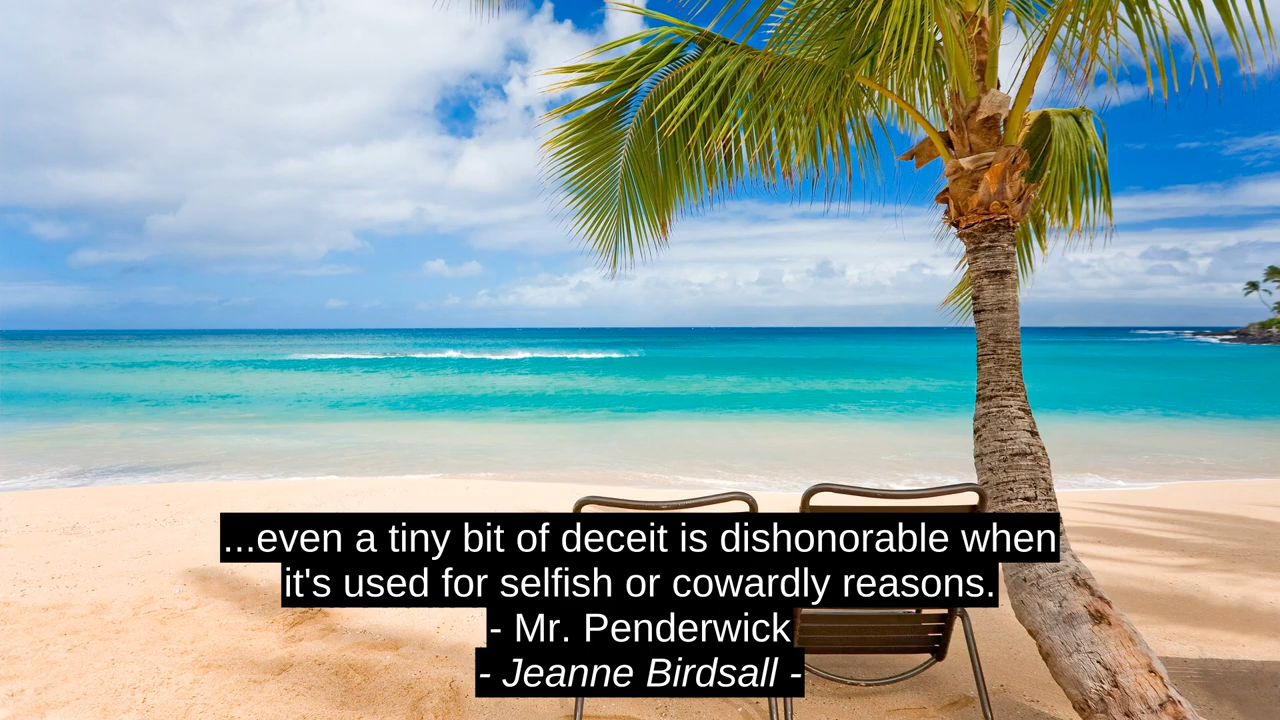 ...even a tiny bit of deceit is dishonorable when
it's used for selfish or cowardly reasons.
- Mr. Penderwick
- Jeanne Birdsall -